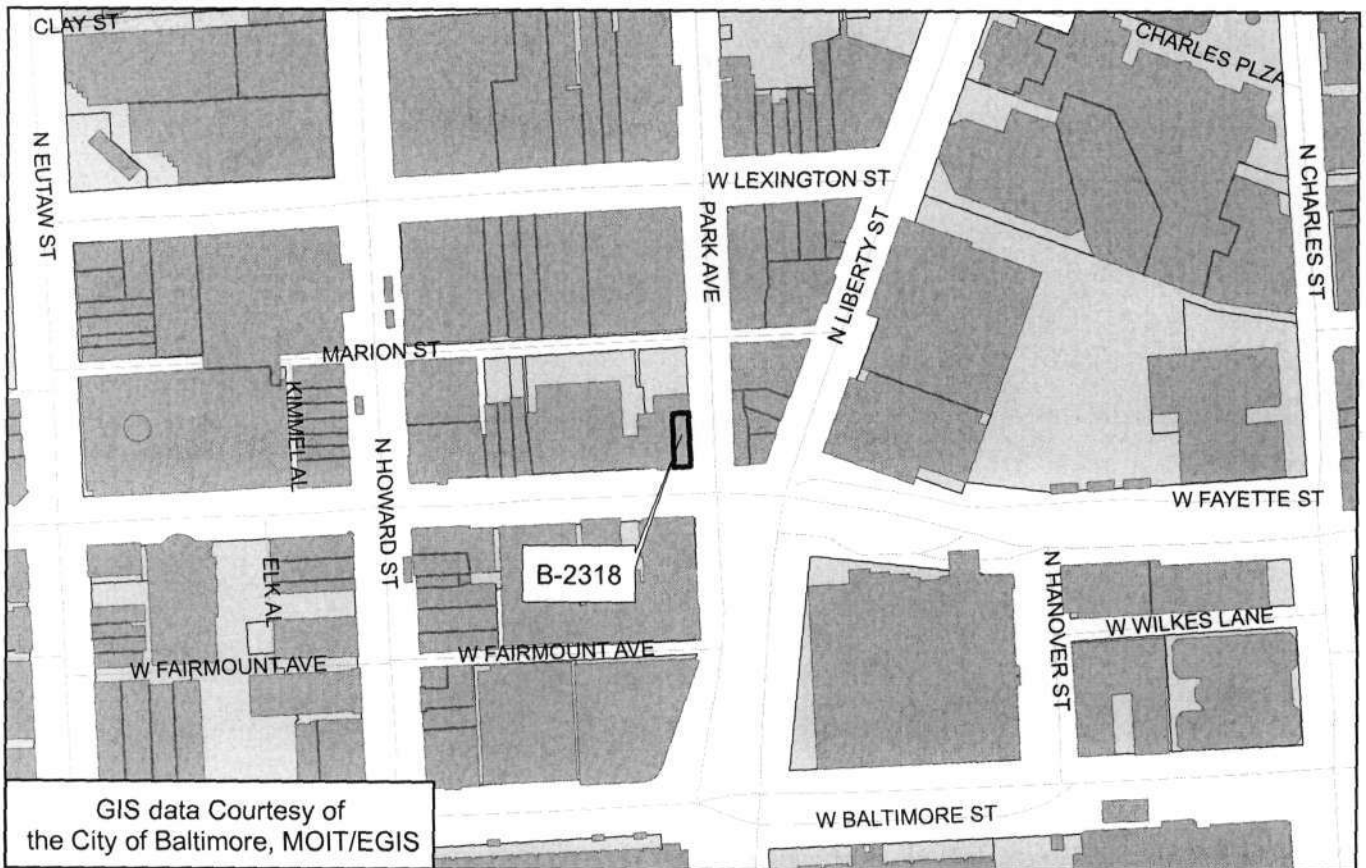 CLAY ST
CHARLES PLZA
N EUTAW ST
W LEXINGTON ST
PARK AVE
N LIBERTY ST
N CHARLES ST
MARION ST
KIMMEL AL
N HOWARD ST
W FAYETTE ST
B-2318
ELK AL
N HANOVER ST
W WILKES LANE
W FAIRMOUNT AVE
W FAIRMOUNT AVE
W BALTIMORE ST
GIS data Courtesy of
the City of Baltimore, MOIT/EGIS